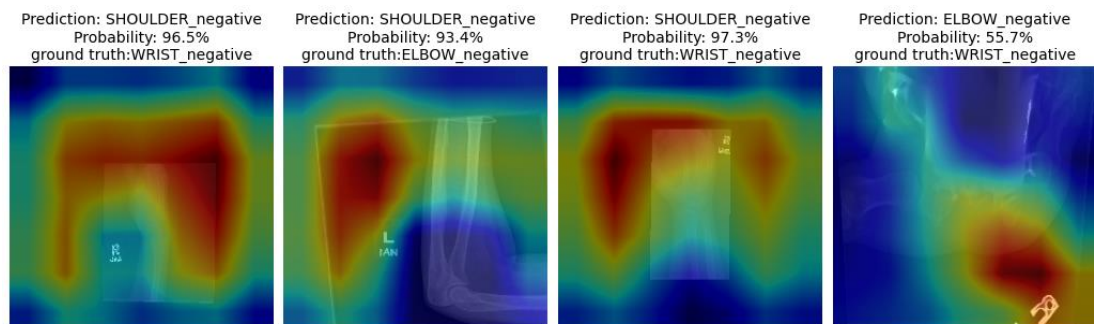 Prediction: SHOULDER_negative
Probability: 96.5%
ground truth:WRIST_negative
Prediction: SHOULDER_negative
Probability: 93.4%
ground truth:ELBOW_negative
Prediction: SHOULDER_negative
Probability: 97.3%
ground truth:WRIST_negative
Prediction: ELBOW_negative
Probability: 55.7%
ground truth:WRIST_negative
L